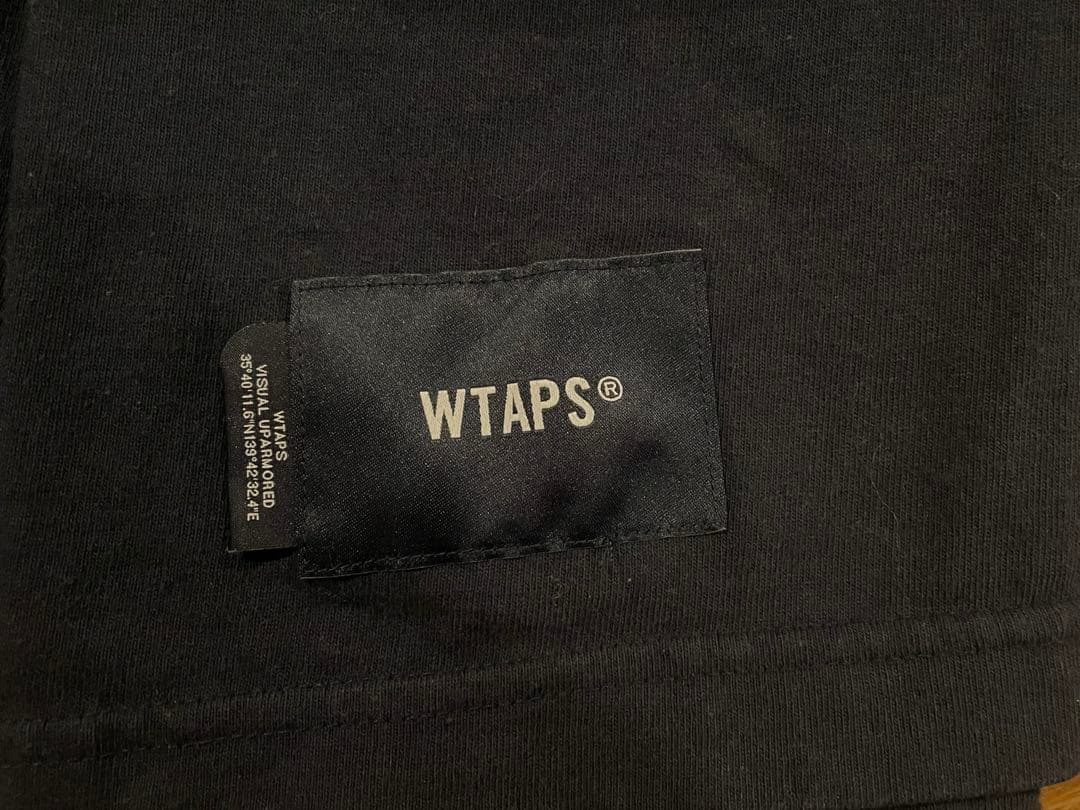 WTAPS
VISUAL UPARMORED
35°40'11.6"N139°42'32.4"E
WTAPS®